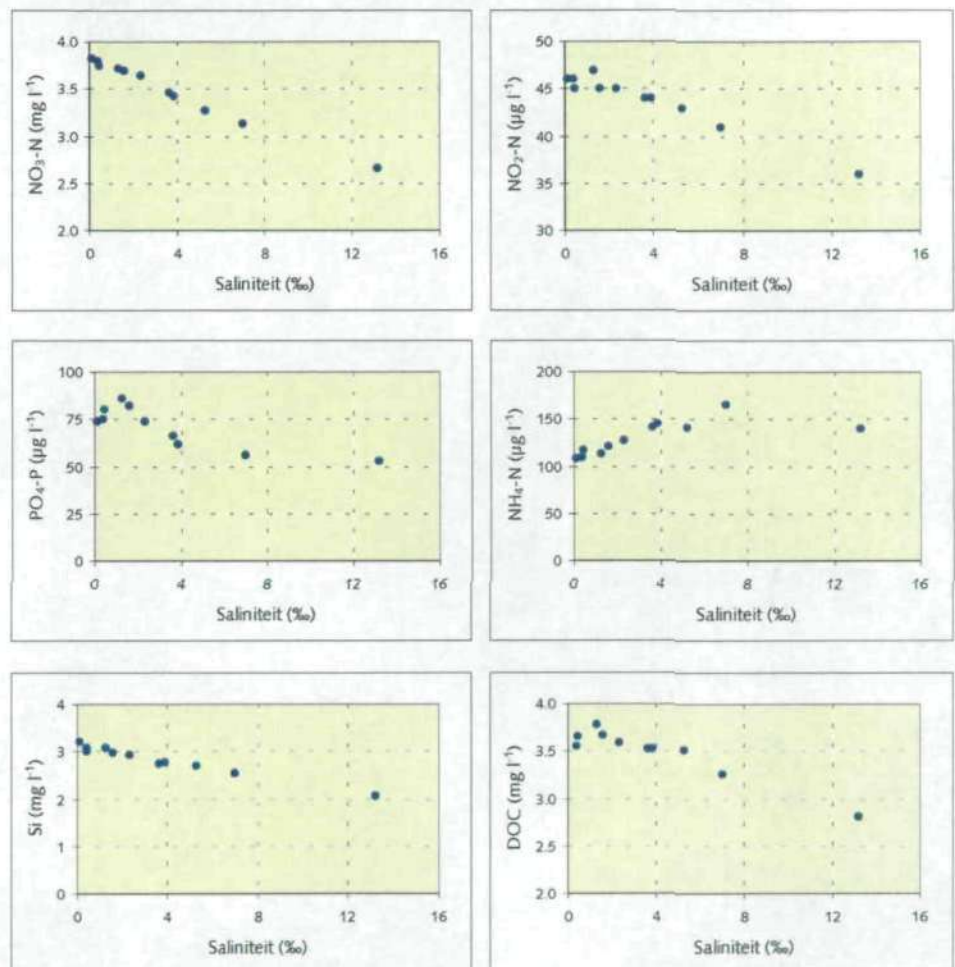 NO₃-N (mg l⁻¹)
4.0
3.5
3.0
2.5
2.0
0 4 8 12 16
Saliniteit (‰)
NO₂-N (µg l⁻¹)
50
45
40
35
30
0 4 8 12 16
Saliniteit (‰)
PO₄-P (µg l⁻¹)
100
75
50
25
0
0 4 8 12 16
Saliniteit (‰)
NH₄-N (µg l⁻¹)
200
150
100
50
0
0 4 8 12 16
Saliniteit (‰)
Si (mg l⁻¹)
4
3
2
1
0
0 4 8 12 16
Saliniteit (‰)
DOC (mg l⁻¹)
4.0
3.5
3.0
2.5
2.0
0 4 8 12 16
Saliniteit (‰)